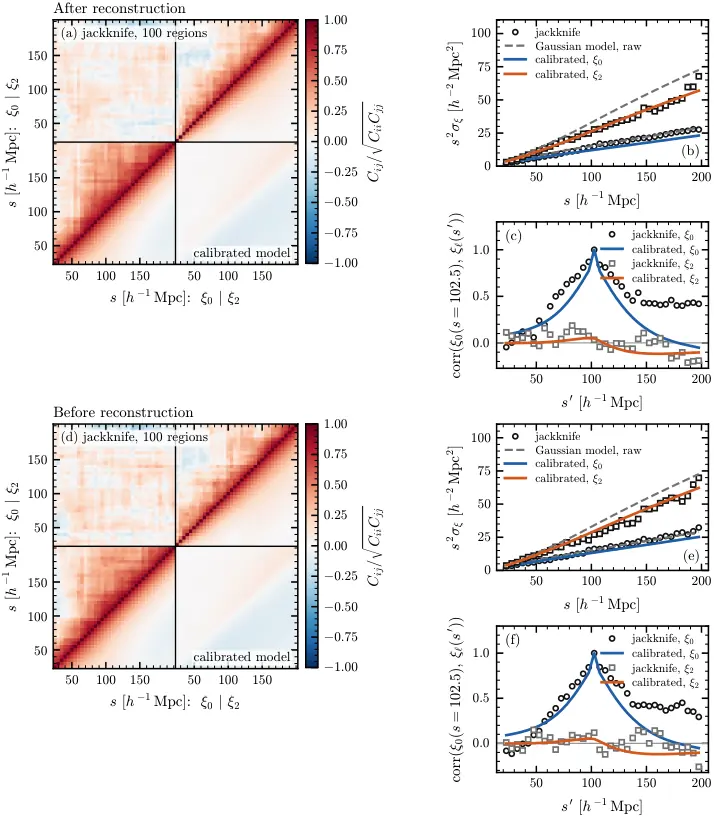 After reconstruction
(a) jackknife, 100 regions
calibrated model
150
100
50
150
100
50
s [h⁻¹ Mpc]: ξ₀ | ξ₂
50 100 150 50 100 150
s [h⁻¹ Mpc]: ξ₀ | ξ₂
1.00
0.75
0.50
0.25
0.00
−0.25
−0.50
−0.75
−1.00
C_ij/√C_ii C_jj
jackknife
Gaussian model, raw
calibrated, ξ₀
calibrated, ξ₂
(b)
100
75
50
25
0
s²σ_ξ [h⁻² Mpc²]
50 100 150 200
s [h⁻¹ Mpc]
(c)
jackknife, ξ₀
calibrated, ξ₀
jackknife, ξ₂
calibrated, ξ₂
1.0
0.5
0.0
corr(ξ₀(s = 102.5), ξ_ℓ(s′))
50 100 150 200
s′ [h⁻¹ Mpc]
Before reconstruction
(d) jackknife, 100 regions
calibrated model
150
100
50
150
100
50
s [h⁻¹ Mpc]: ξ₀ | ξ₂
50 100 150 50 100 150
s [h⁻¹ Mpc]: ξ₀ | ξ₂
1.00
0.75
0.50
0.25
0.00
−0.25
−0.50
−0.75
−1.00
C_ij/√C_ii C_jj
jackknife
Gaussian model, raw
calibrated, ξ₀
calibrated, ξ₂
(e)
100
75
50
25
0
s²σ_ξ [h⁻² Mpc²]
50 100 150 200
s [h⁻¹ Mpc]
(f)
jackknife, ξ₀
calibrated, ξ₀
jackknife, ξ₂
calibrated, ξ₂
1.0
0.5
0.0
corr(ξ₀(s = 102.5), ξ_ℓ(s′))
50 100 150 200
s′ [h⁻¹ Mpc]